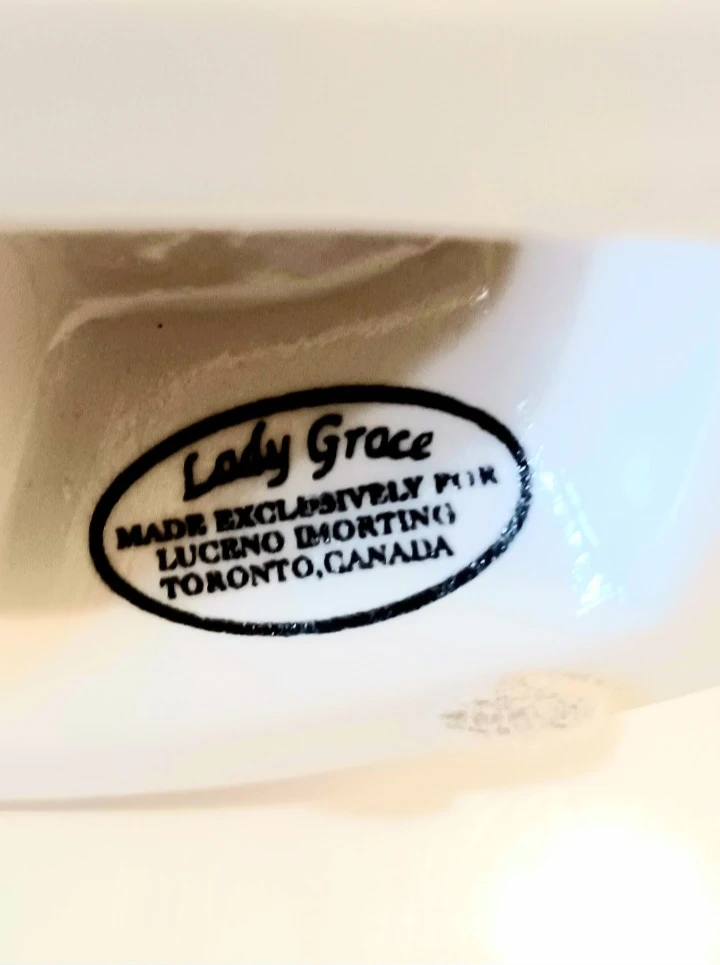 Lady Grace
MADE EXCLUSIVELY FOR
LUCENO IMORTING
TORONTO,CANADA